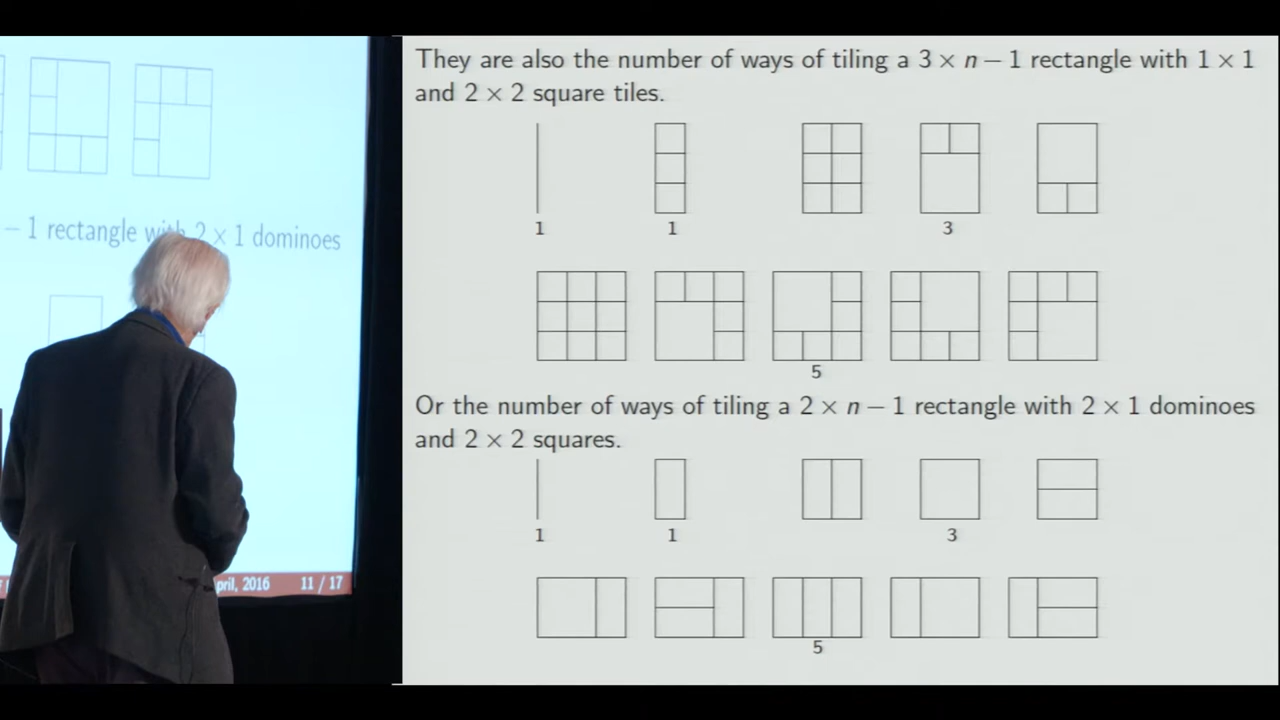 They are also the number of ways of tiling a 3 × n − 1 rectangle with 1 × 1
and 2 × 2 square tiles.
1
1
3
5
Or the number of ways of tiling a 2 × n − 1 rectangle with 2 × 1 dominoes
and 2 × 2 squares.
1
1
3
5
− 1 rectangle with 2 × 1 dominoes
pril, 2016 11 / 17